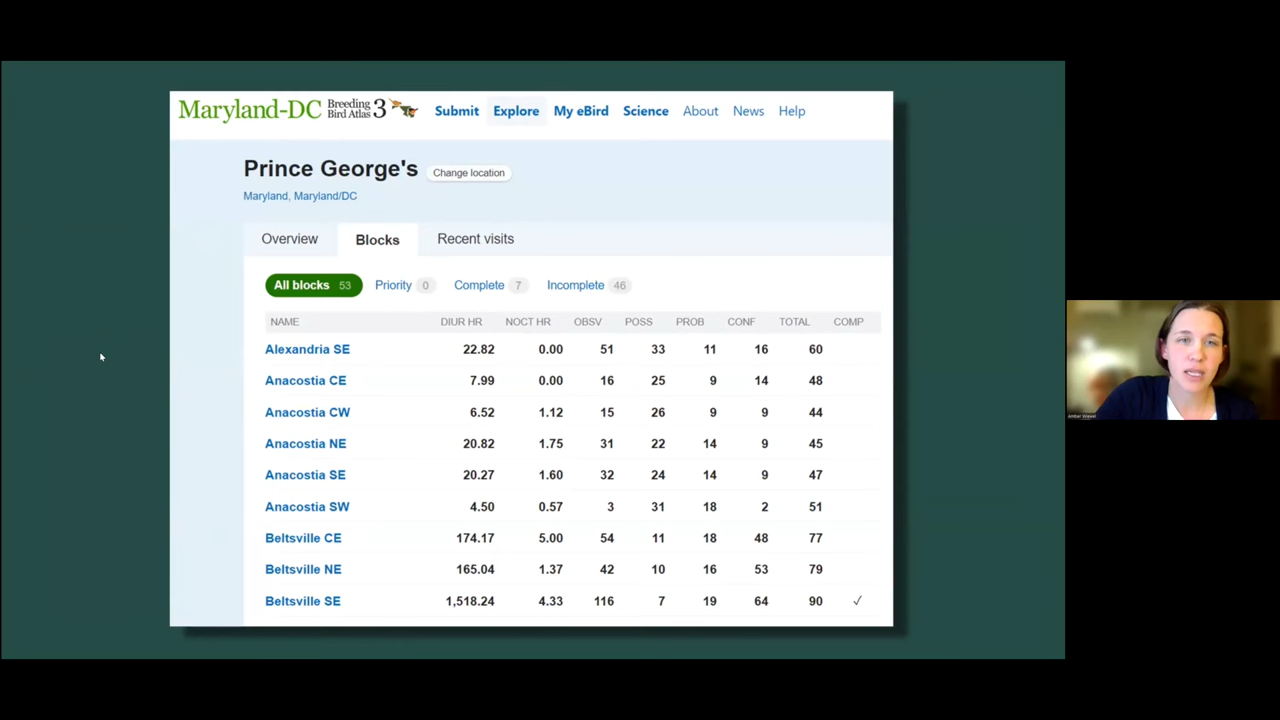 Maryland-DC Breeding Bird Atlas 3 Submit Explore My eBird Science About News Help
Prince George's Change location
Maryland, Maryland/DC
Overview Blocks Recent visits
All blocks 53 Priority 0 Complete 7 Incomplete 46
NAME DIUR HR NOCT HR OBSV POSS PROB CONF TOTAL COMP
Alexandria SE 22.82 0.00 51 33 11 16 60
Anacostia CE 7.99 0.00 16 25 9 14 48
Anacostia CW 6.52 1.12 15 26 9 9 44
Anacostia NE 20.82 1.75 31 22 14 9 45
Anacostia SE 20.27 1.60 32 24 14 9 47
Anacostia SW 4.50 0.57 3 31 18 2 51
Beltsville CE 174.17 5.00 54 11 18 48 77
Beltsville NE 165.04 1.37 42 10 16 53 79
Beltsville SE 1,518.24 4.33 116 7 19 64 90 ✓